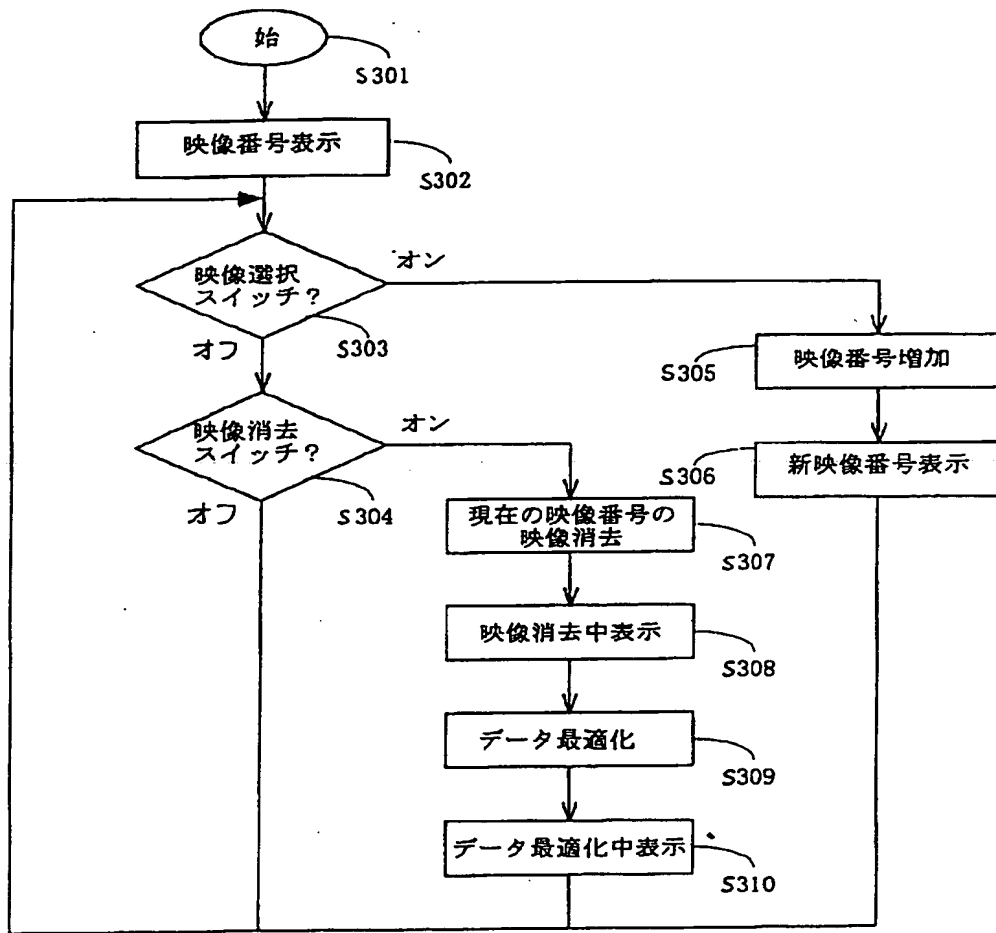 始
S301
映像番号表示
S302
映像選択
スイッチ?
オン
オフ
S303
S305
映像番号増加
映像消去
スイッチ?
オン
オフ
S304
S306
新映像番号表示
現在の映像番号の
映像消去
S307
映像消去中表示
S308
データ最適化
S309
データ最適化中表示
S310